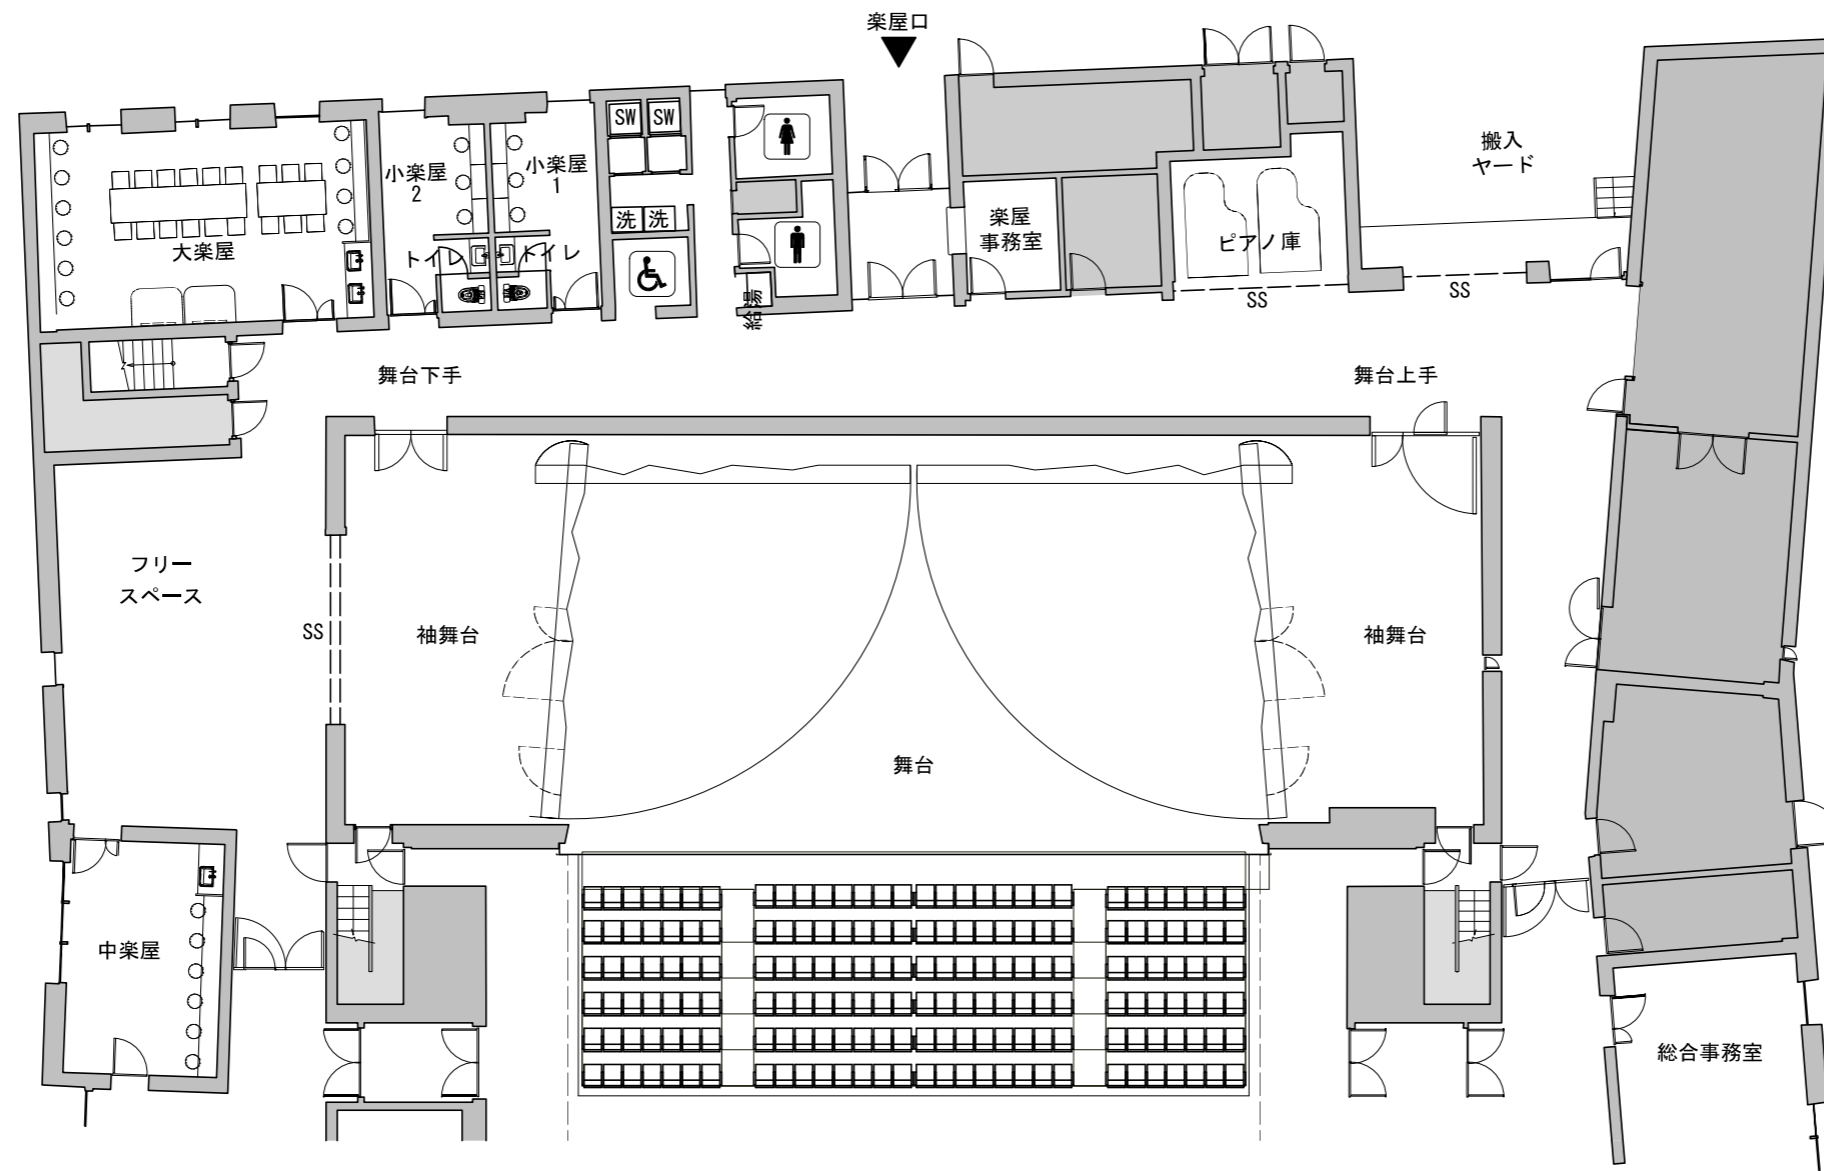 楽屋口
SW
SW
搬入
ヤード
小楽屋
2
小楽屋
1
洗
洗
楽屋
事務室
大楽屋
トイレ
トイレ
ピアノ庫
給湯
SS
SS
舞台下手
舞台上手
フリー
スペース
SS
袖舞台
袖舞台
舞台
中楽屋
総合事務室